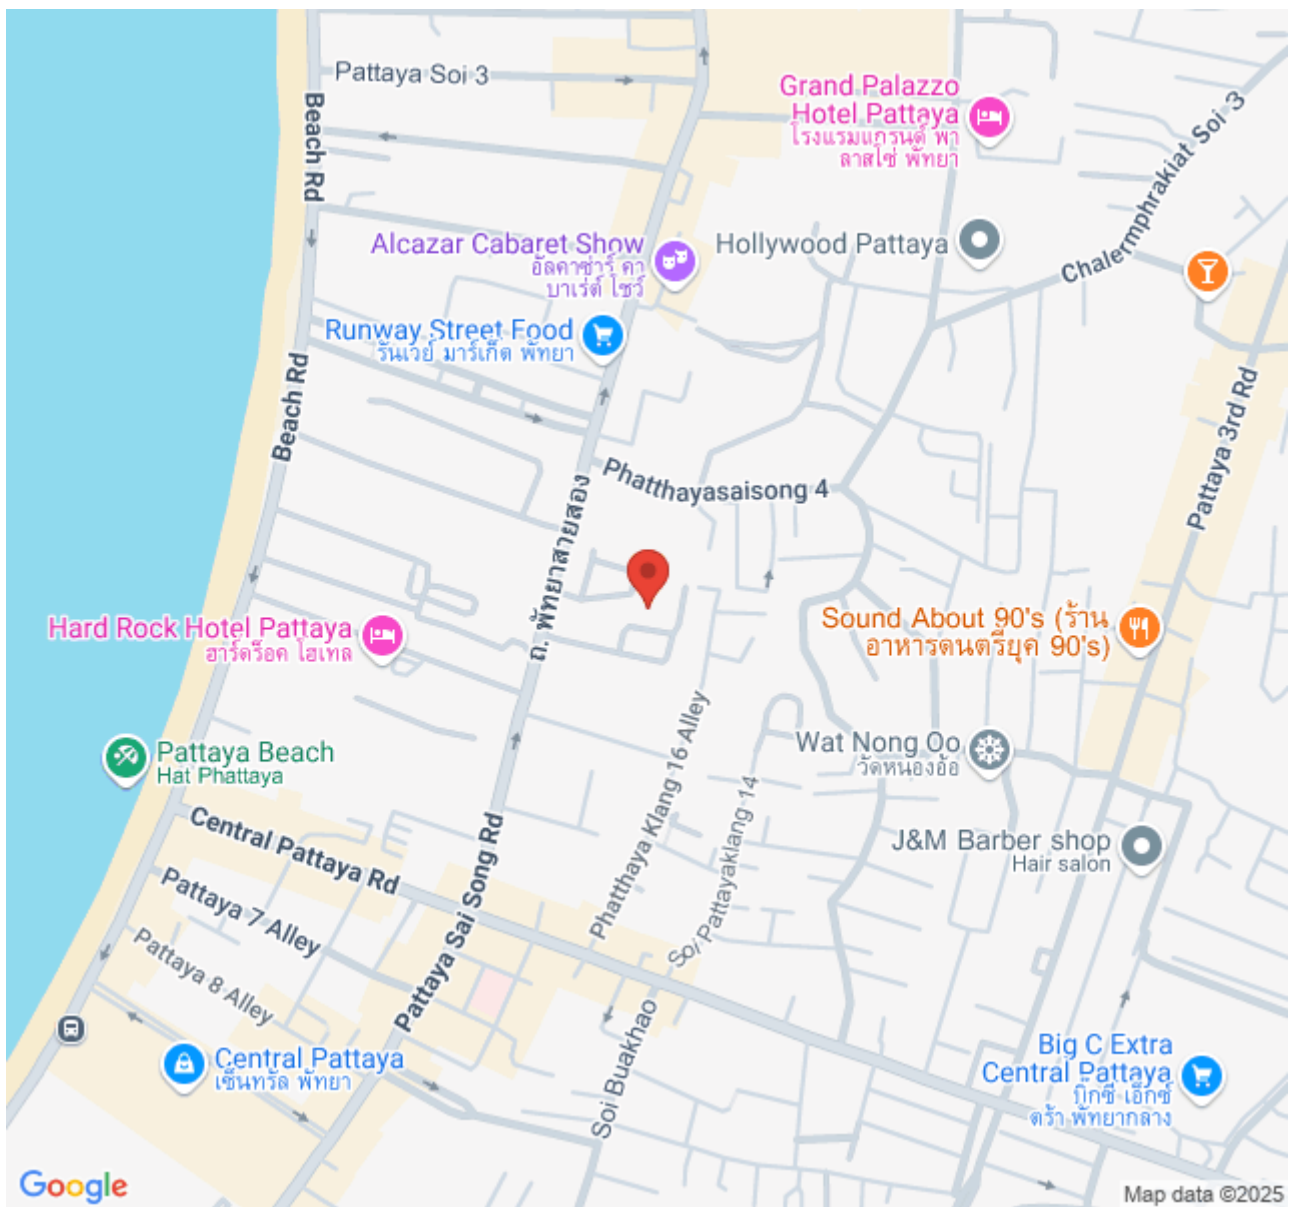 Pattaya Soi 3
Beach Rd
Grand Palazzo
Hotel Pattaya
โรงแรมแกรนด์ พา
ลาสโซ่ พัทยา
Chalermphrakiat Soi 3
Alcazar Cabaret Show
อัลคาซ่าร์ คา
บาเร่ต์ โชว์
Hollywood Pattaya
Runway Street Food
รันเวย์ มาร์เก็ต พัทยา
Beach Rd
Pattaya 3rd Rd
Phatthayasaisong 4
ถ. พัทยาสายสอง
Hard Rock Hotel Pattaya
ฮาร์ดร็อค โฮเทล
Sound About 90's (ร้าน
อาหารดนตรียุค 90's)
Pattaya Beach
Hat Phattaya
Phatthaya Klang 16 Alley
Wat Nong Oo
วัดหนองอ้อ
Soi Pattayaklang 14
Central Pattaya Rd
Pattaya Sai Song Rd
J&M Barber shop
Hair salon
Pattaya 7 Alley
Pattaya 8 Alley
Central Pattaya
เซ็นทรัล พัทยา
Soi Buakhao
Big C Extra
Central Pattaya
บิ๊กซี เอ็กซ์
ตร้า พัทยากลาง
Google
Map data ©2025